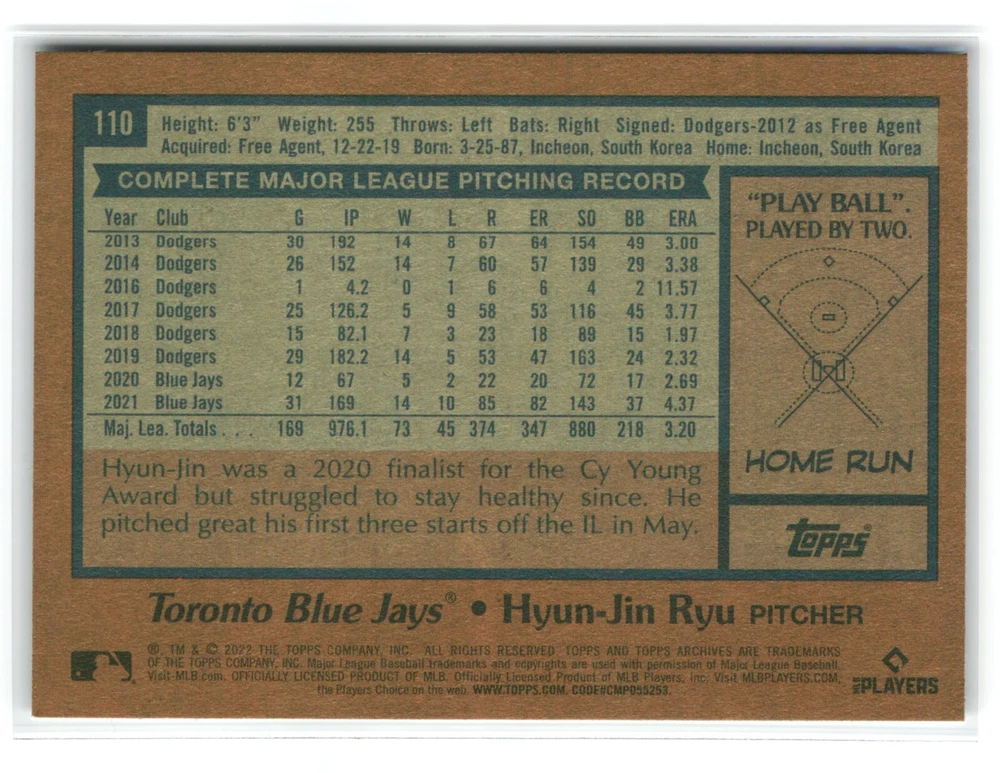 110
Height: 6'3" Weight: 255 Throws: Left Bats: Right Signed: Dodgers-2012 as Free Agent
Acquired: Free Agent, 12-22-19 Born: 3-25-87, Incheon, South Korea Home: Incheon, South Korea
COMPLETE MAJOR LEAGUE PITCHING RECORD
Year Club G IP W L R ER SO BB ERA
2013 Dodgers 30 192 14 8 67 64 154 49 3.00
2014 Dodgers 26 152 14 7 60 57 139 29 3.38
2016 Dodgers 1 4.2 0 1 6 6 4 2 11.57
2017 Dodgers 25 126.2 5 9 58 53 116 45 3.77
2018 Dodgers 15 82.1 7 3 23 18 89 15 1.97
2019 Dodgers 29 182.2 14 5 53 47 163 24 2.32
2020 Blue Jays 12 67 5 2 22 20 72 17 2.69
2021 Blue Jays 31 169 14 10 85 82 143 37 4.37
Maj. Lea. Totals . . . 169 976.1 73 45 374 347 880 218 3.20
Hyun-Jin was a 2020 finalist for the Cy Young
Award but struggled to stay healthy since. He
pitched great his first three starts off the IL in May.
"PLAY BALL".
PLAYED BY TWO.
HOME RUN
topps®
Toronto Blue Jays® • Hyun-Jin Ryu PITCHER
®, TM & © 2022 THE TOPPS COMPANY, INC. ALL RIGHTS RESERVED. TOPPS AND TOPPS ARCHIVES ARE TRADEMARKS
OF THE TOPPS COMPANY, INC. Major League Baseball trademarks and copyrights are used with permission of Major League Baseball.
Visit MLB.com. OFFICIALLY LICENSED PRODUCT OF MLB. Officially Licensed Product of MLB Players, Inc. Visit MLBPLAYERS.COM,
the Players Choice on the web. WWW.TOPPS.COM. CODE#CMP055253.
MLB PLAYERS